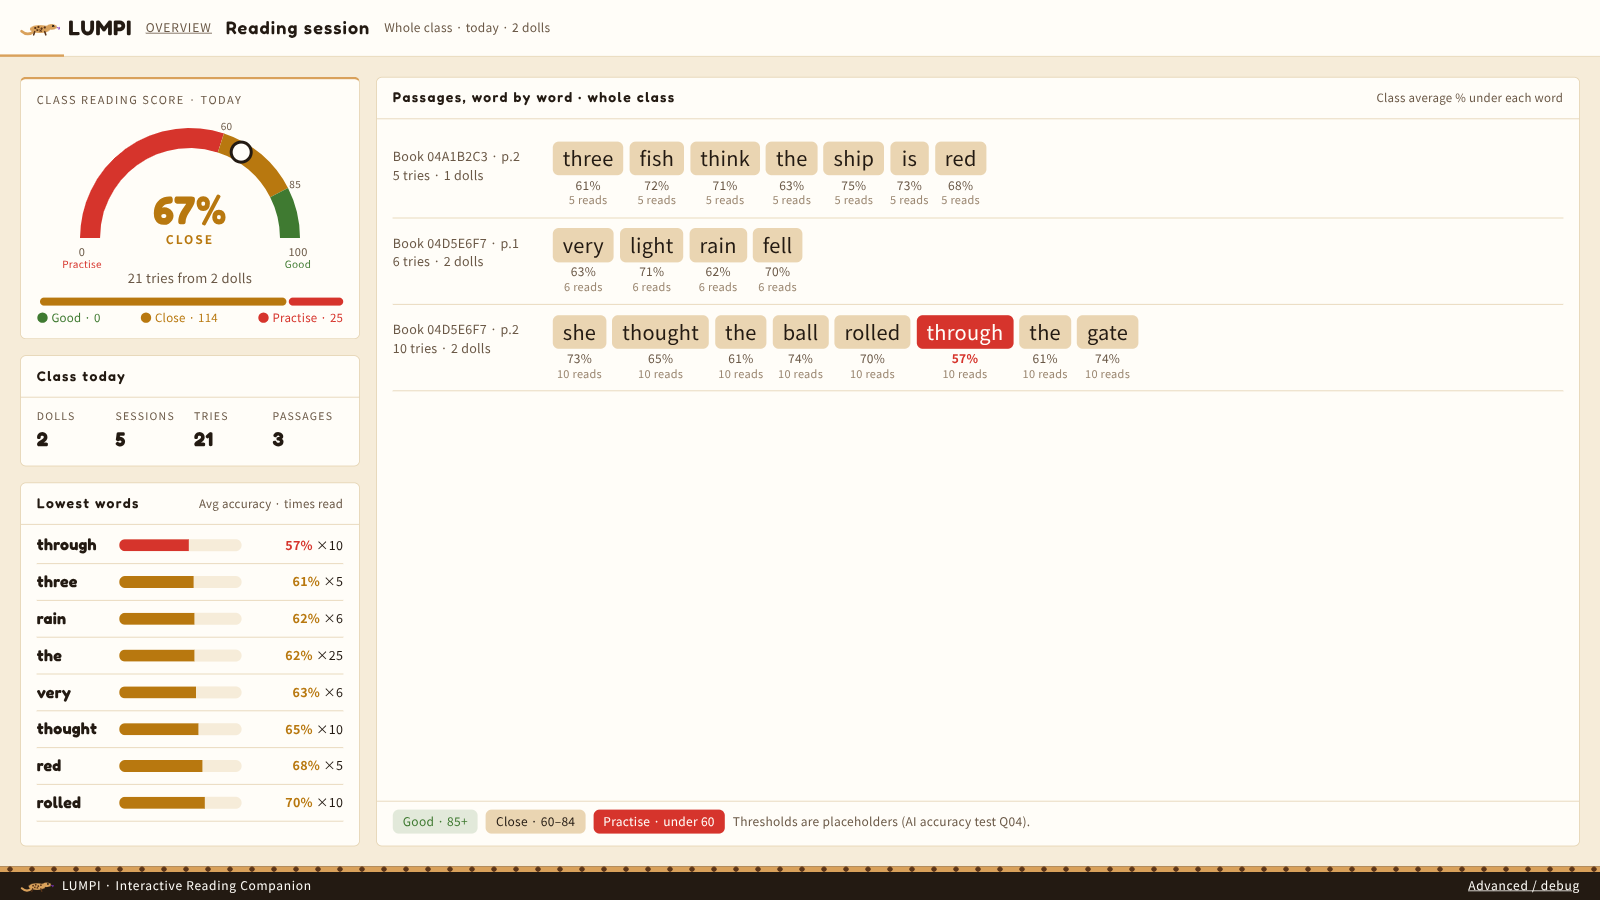 LUMPI OVERVIEW Reading session Whole class · today · 2 dolls
CLASS READING SCORE · TODAY
60
85
67%
CLOSE
0
Practise
100
Good
21 tries from 2 dolls
Good · 0 Close · 114 Practise · 25
Class today
DOLLS SESSIONS TRIES PASSAGES
2 5 21 3
Lowest words Avg accuracy · times read
through 57% ×10
three 61% ×5
rain 62% ×6
the 62% ×25
very 63% ×6
thought 65% ×10
red 68% ×5
rolled 70% ×10
Passages, word by word · whole class Class average % under each word
Book 04A1B2C3 · p.2
5 tries · 1 dolls
three fish think the ship is red
61% 72% 71% 63% 75% 73% 68%
5 reads 5 reads 5 reads 5 reads 5 reads 5 reads 5 reads
Book 04D5E6F7 · p.1
6 tries · 2 dolls
very light rain fell
63% 71% 62% 70%
6 reads 6 reads 6 reads 6 reads
Book 04D5E6F7 · p.2
10 tries · 2 dolls
she thought the ball rolled through the gate
73% 65% 61% 74% 70% 57% 61% 74%
10 reads 10 reads 10 reads 10 reads 10 reads 10 reads 10 reads 10 reads
Good · 85+ Close · 60–84 Practise · under 60 Thresholds are placeholders (AI accuracy test Q04).
LUMPI · Interactive Reading Companion Advanced / debug